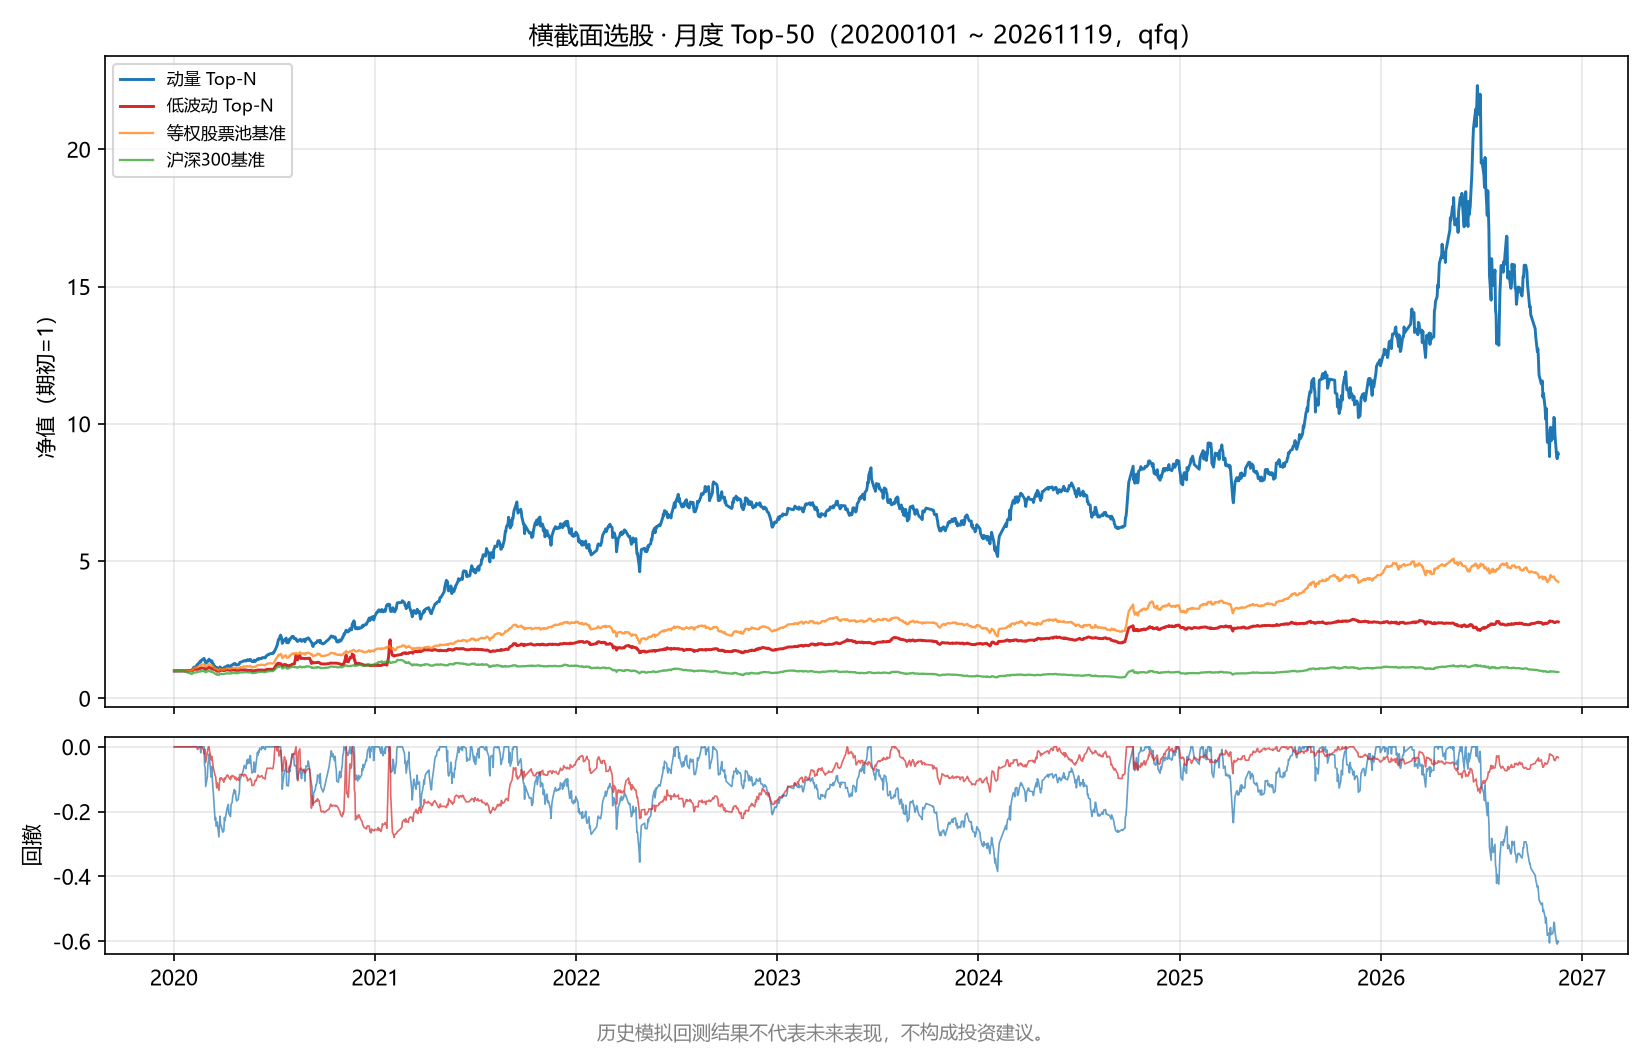 横截面选股 · 月度 Top-50（20200101 ~ 20261119，qfq）
动量 Top-N
低波动 Top-N
等权股票池基准
沪深300基准
净值（期初=1）
20
15
10
5
0
回撤
0.0
-0.2
-0.4
-0.6
2020 2021 2022 2023 2024 2025 2026 2027
历史模拟回测结果不代表未来表现，不构成投资建议。